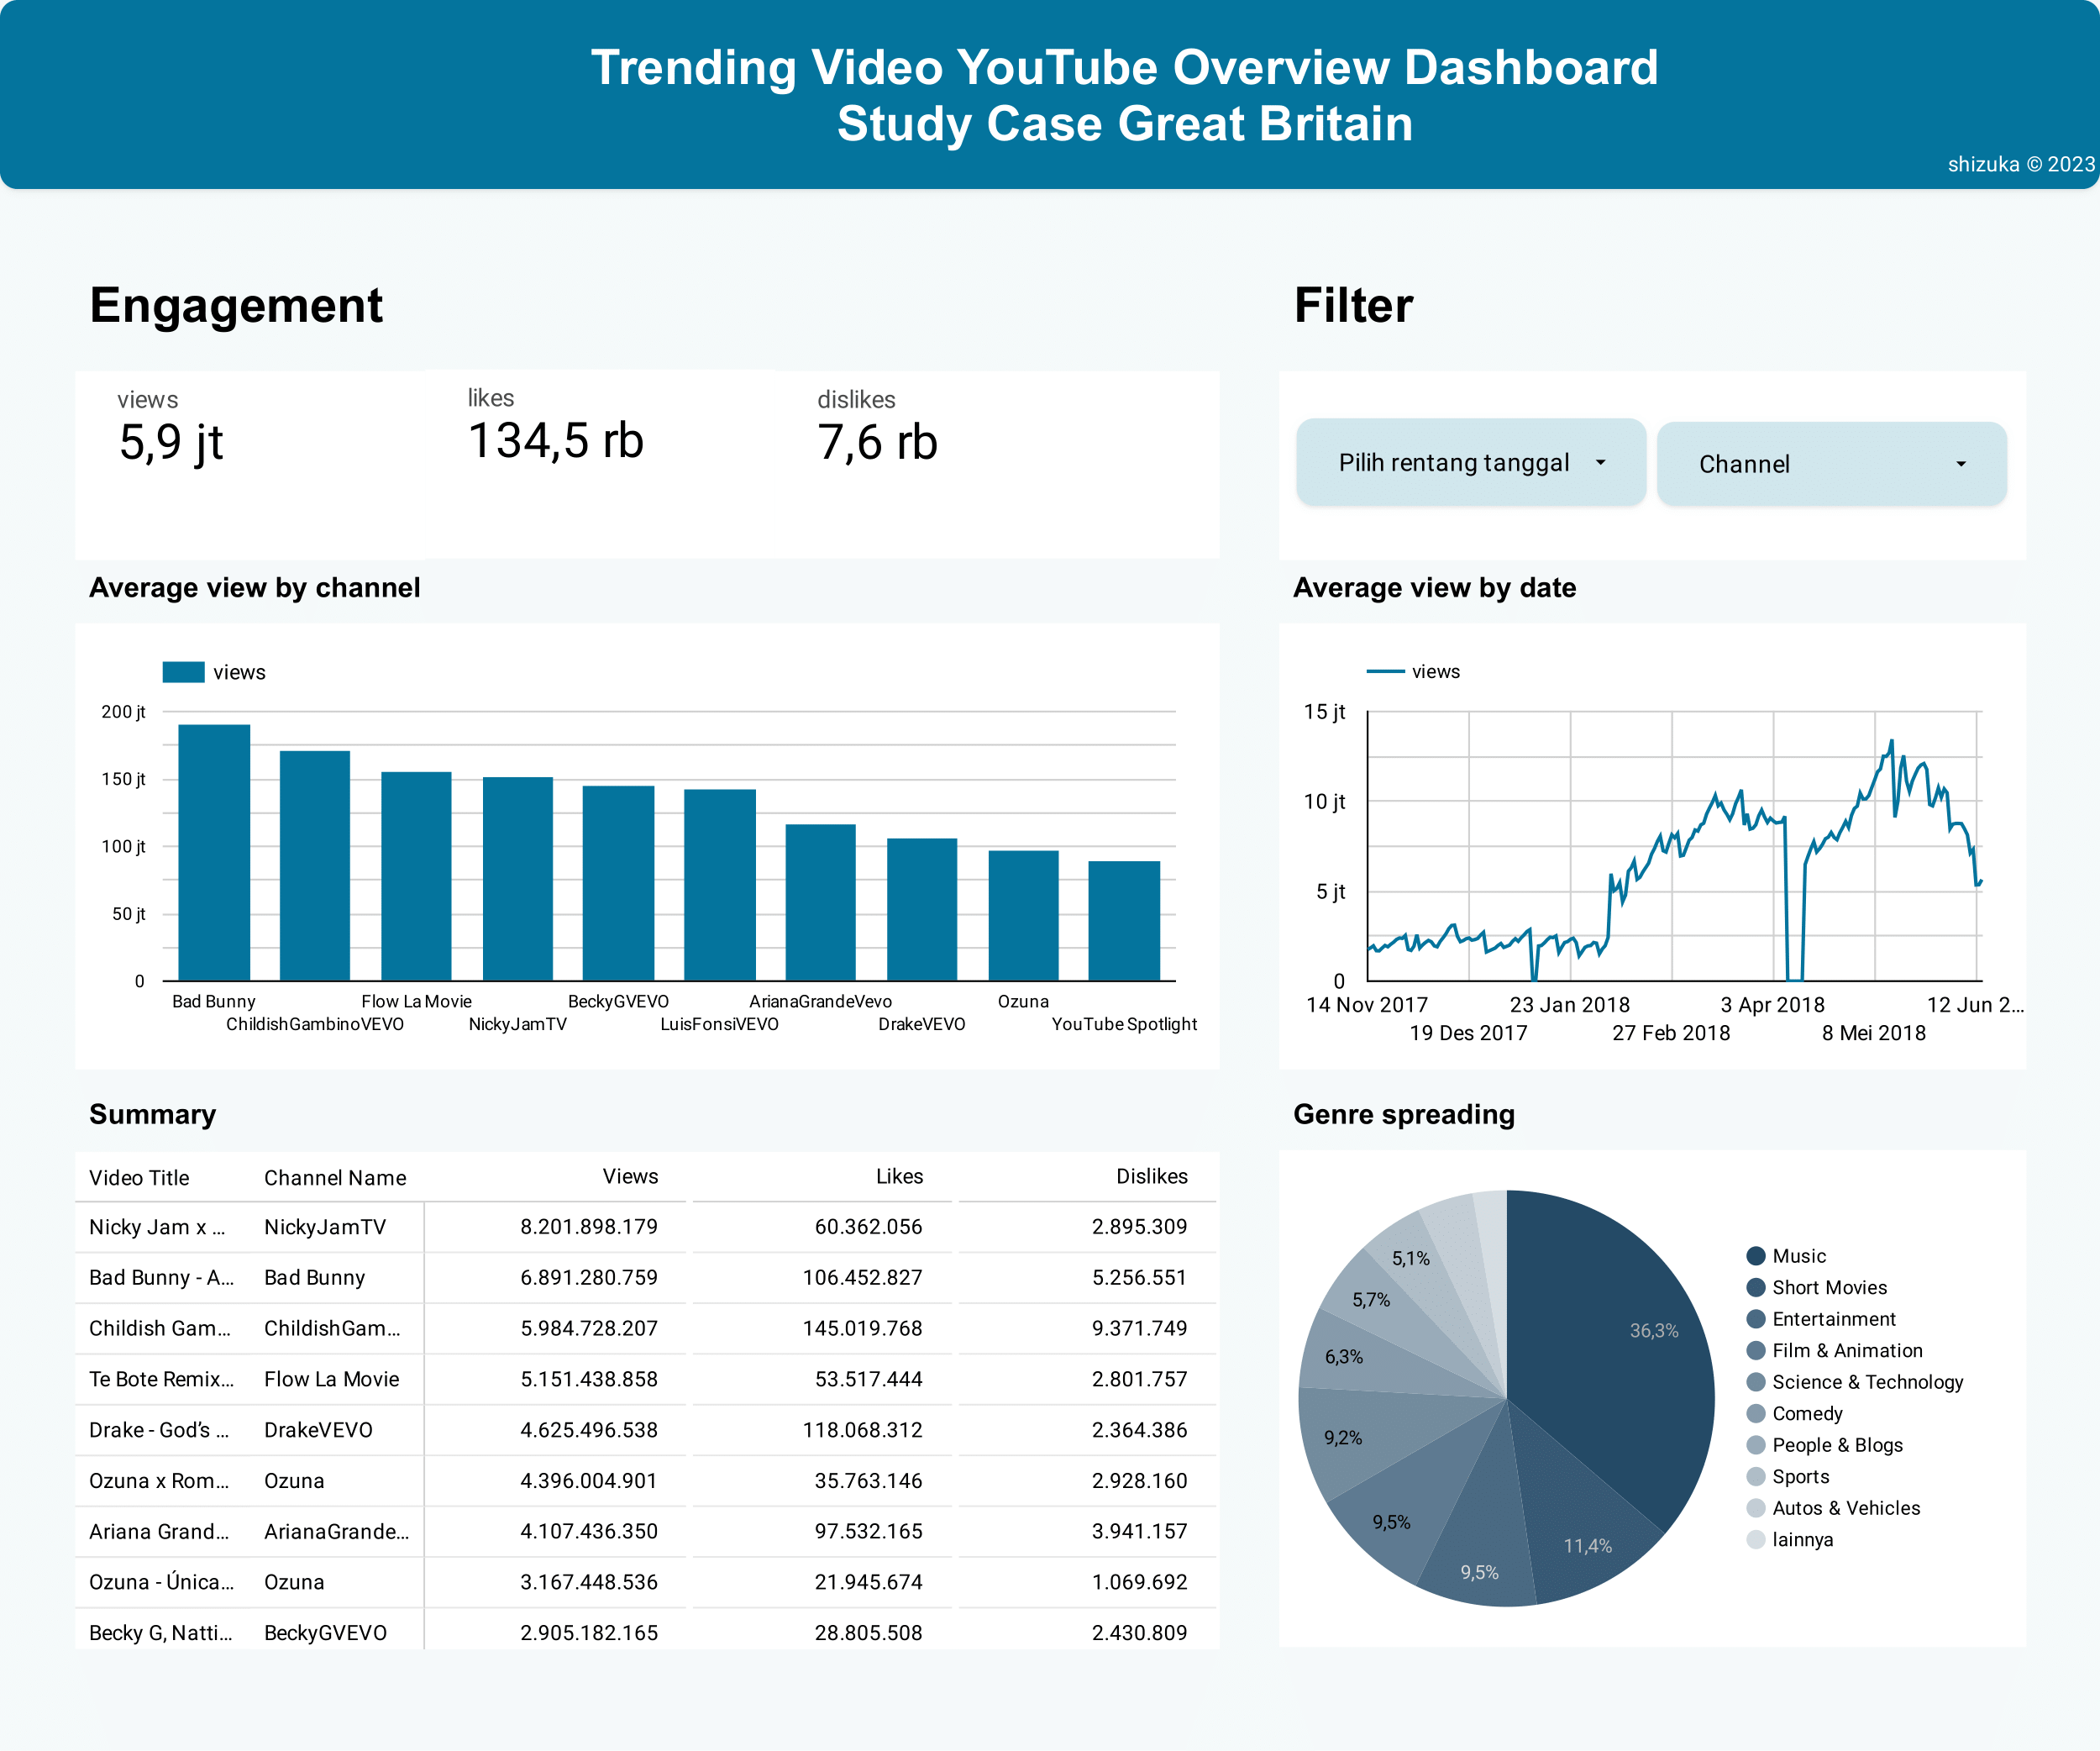 Trending Video YouTube Overview Dashboard
Study Case Great Britain
shizuka © 2023
Engagement
views
5,9 jt
likes
134,5 rb
dislikes
7,6 rb
Filter
Pilih rentang tanggal
Channel
Average view by channel
views
200 jt
150 jt
100 jt
50 jt
0
Bad Bunny
ChildishGambinoVEVO
Flow La Movie
NickyJamTV
BeckyGVEVO
LuisFonsiVEVO
ArianaGrandeVevo
DrakeVEVO
Ozuna
YouTube Spotlight
Average view by date
views
15 jt
10 jt
5 jt
0
14 Nov 2017
19 Des 2017
23 Jan 2018
27 Feb 2018
3 Apr 2018
8 Mei 2018
12 Jun 2...
Summary
Video Title Channel Name Views Likes Dislikes
Nicky Jam x ... NickyJamTV 8.201.898.179 60.362.056 2.895.309
Bad Bunny - A... Bad Bunny 6.891.280.759 106.452.827 5.256.551
Childish Gam... ChildishGam... 5.984.728.207 145.019.768 9.371.749
Te Bote Remix... Flow La Movie 5.151.438.858 53.517.444 2.801.757
Drake - God’s ... DrakeVEVO 4.625.496.538 118.068.312 2.364.386
Ozuna x Rom... Ozuna 4.396.004.901 35.763.146 2.928.160
Ariana Grand... ArianaGrande... 4.107.436.350 97.532.165 3.941.157
Ozuna - Única... Ozuna 3.167.448.536 21.945.674 1.069.692
Becky G, Natti... BeckyGVEVO 2.905.182.165 28.805.508 2.430.809
Genre spreading
36,3%
11,4%
9,5%
9,5%
9,2%
6,3%
5,7%
5,1%
Music
Short Movies
Entertainment
Film & Animation
Science & Technology
Comedy
People & Blogs
Sports
Autos & Vehicles
lainnya